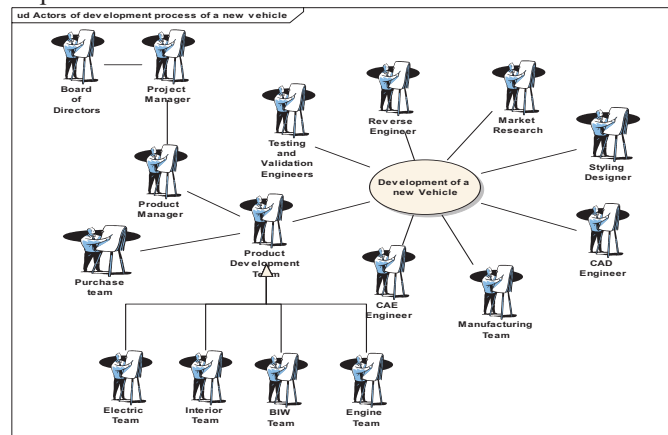 ud Actors of development process of a new vehicle
Board
of
Directors
Project
Manager
Reverse
Engineer
Market
Research
Testing
and
Validation
Engineers
Styling
Designer
Product
Manager
Development of a
new Vehicle
Product
Development
Team
Purchase
team
CAD
Engineer
CAE
Engineer
Manufacturing
Team
Electric
Team
Interior
Team
BIW
Team
Engine
Team